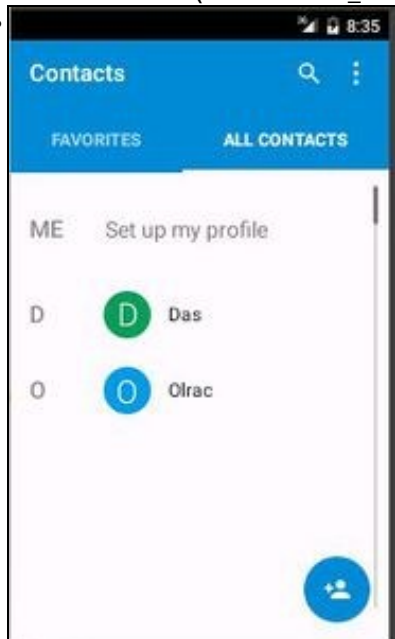 8:35
Contacts
FAVORITES ALL CONTACTS
ME Set up my profile
D D Das
O O Olrac